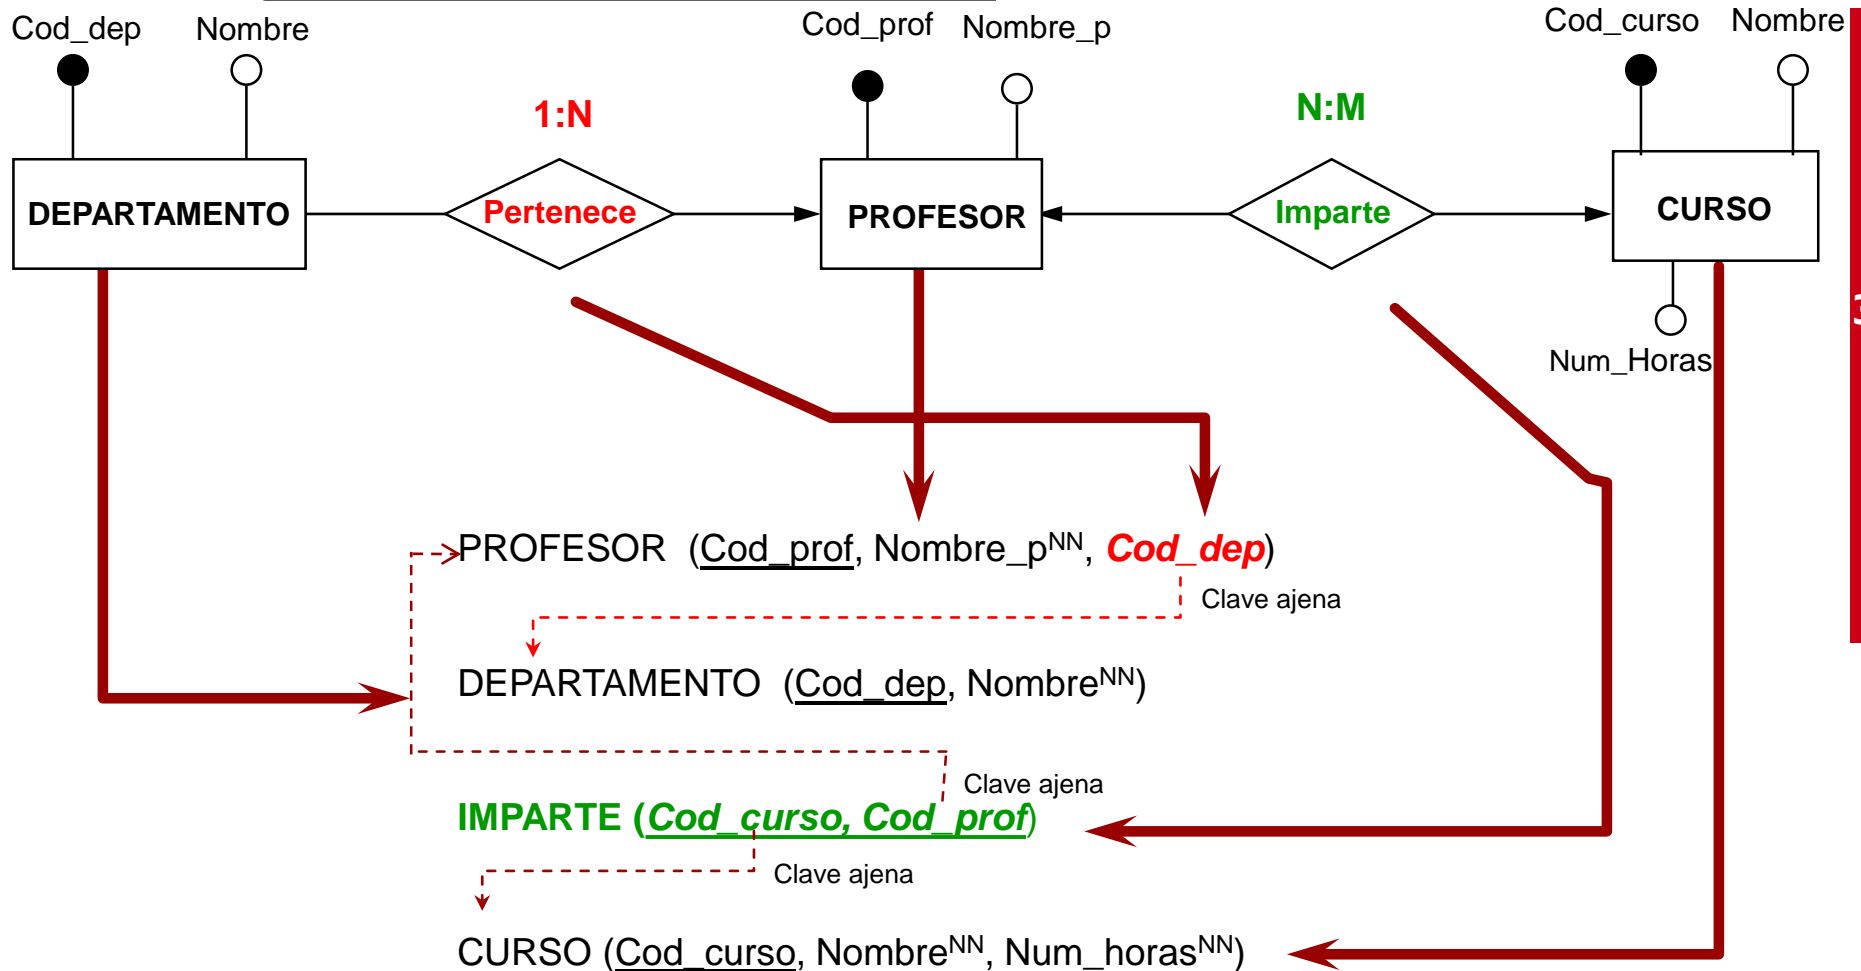 Cod_dep Nombre Cod_prof Nombre_p Cod_curso Nombre
1:N N:M
DEPARTAMENTO Pertenece PROFESOR Imparte CURSO
3
Num_Horas
PROFESOR (Cod_prof, Nombre_pNN, Cod_dep)
Clave ajena
DEPARTAMENTO (Cod_dep, NombreNN)
Clave ajena
IMPARTE (Cod_curso, Cod_prof)
Clave ajena
CURSO (Cod_curso, NombreNN, Num_horasNN)